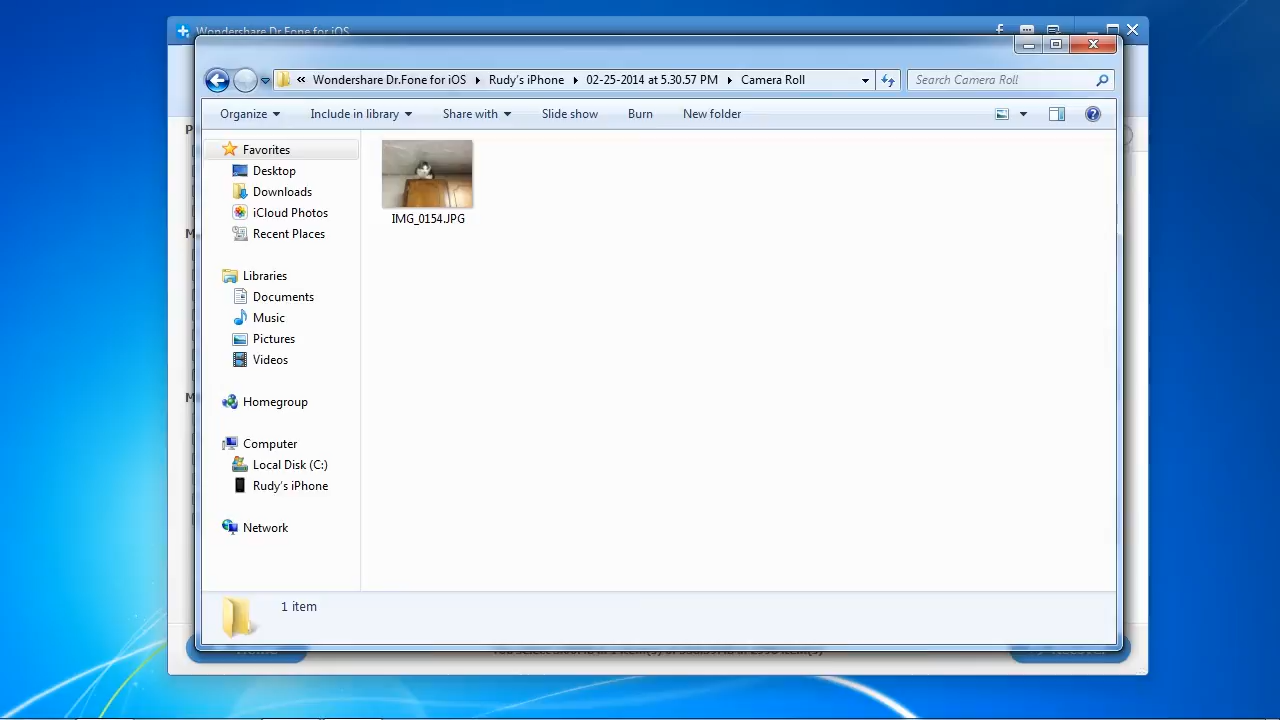 Wondershare Dr.Fone for iOS
« Wondershare Dr.Fone for iOS ▸ Rudy's iPhone ▸ 02-25-2014 at 5.30.57 PM ▸ Camera Roll
Search Camera Roll
Organize Include in library Share with Slide show Burn New folder
Favorites
Desktop
Downloads
iCloud Photos
Recent Places
Libraries
Documents
Music
Pictures
Videos
Homegroup
Computer
Local Disk (C:)
Rudy's iPhone
Network
IMG_0154.JPG
1 item